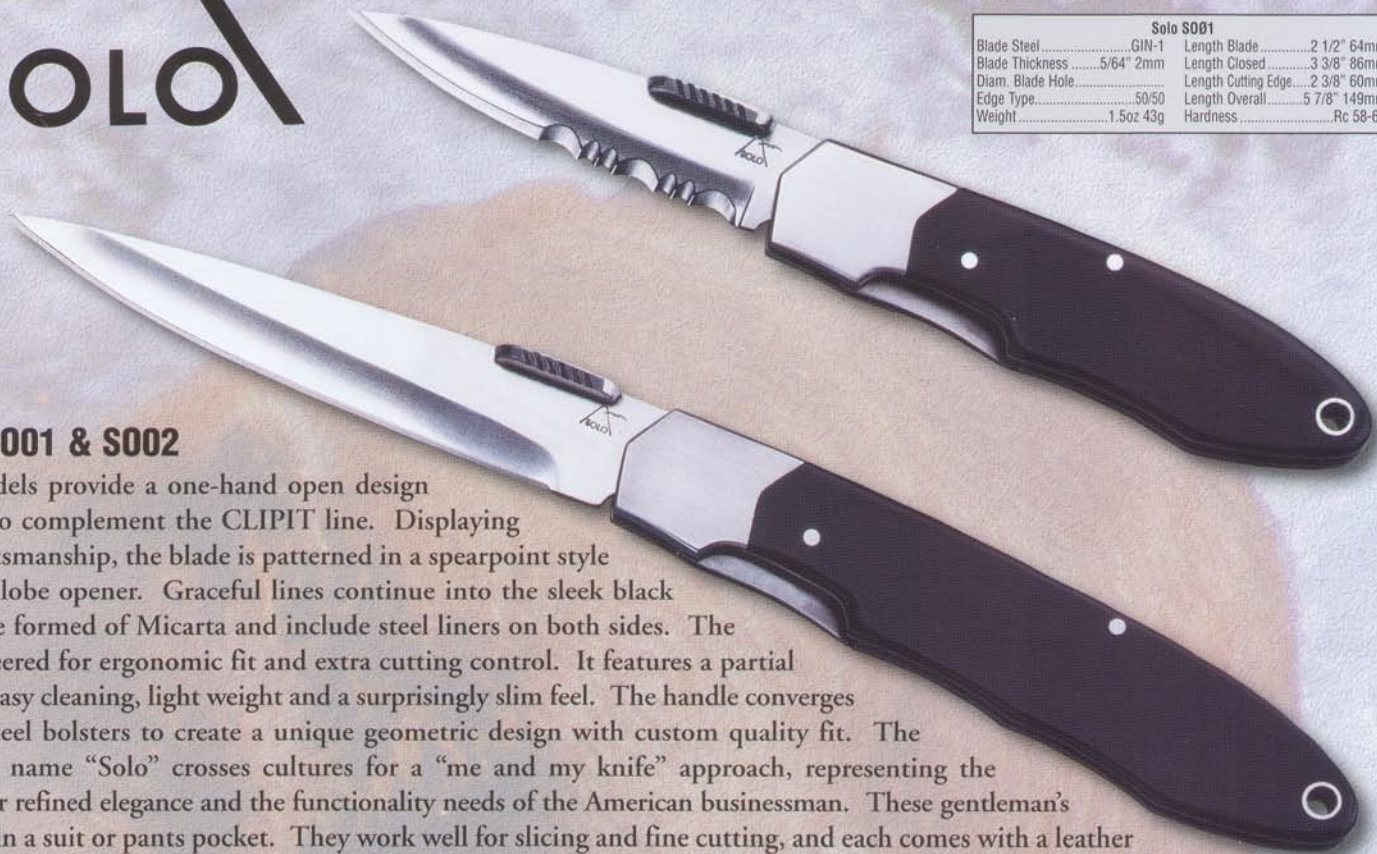 OLO
Solo SØØ1
Blade Steel......................GIN-1 Length Blade............2 1/2" 64m
Blade Thickness ........5/64" 2mm Length Closed............3 3/8" 86m
Diam. Blade Hole...................... Length Cutting Edge.....2 3/8" 60m
Edge Type..............................50/50 Length Overall.........5 7/8" 149m
Weight......................1.5oz 43g Hardness......................Rc 58-6
SOLO
SOLO
001 & S002
dels provide a one-hand open design
o complement the CLIPIT line. Displaying
tsmanship, the blade is patterned in a spearpoint style
lobe opener. Graceful lines continue into the sleek black
e formed of Micarta and include steel liners on both sides. The
eered for ergonomic fit and extra cutting control. It features a partial
asy cleaning, light weight and a surprisingly slim feel. The handle converges
eel bolsters to create a unique geometric design with custom quality fit. The
name “Solo” crosses cultures for a “me and my knife” approach, representing the
r refined elegance and the functionality needs of the American businessman. These gentleman’s
in a suit or pants pocket. They work well for slicing and fine cutting, and each comes with a leather